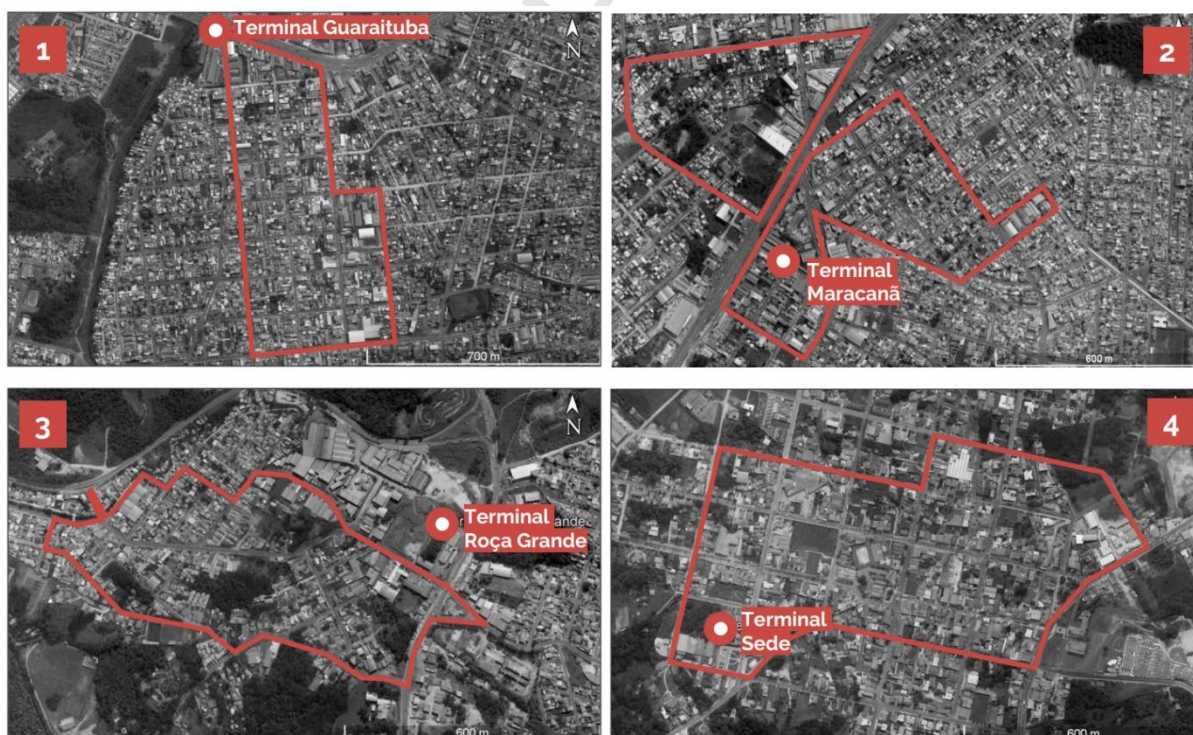 1
Terminal Guaraituba
N
700 m
2
Terminal
Maracanã
N
600 m
3
Terminal
Roça Grande
N
600 m
4
Terminal
Sede
600 m